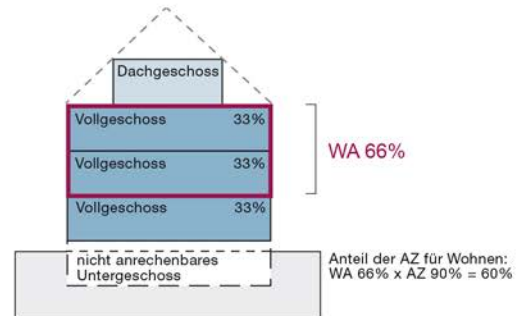 Dachgeschoss
Vollgeschoss 33%
Vollgeschoss 33%
WA 66%
Vollgeschoss 33%
nicht anrechenbares
Untergeschoss
Anteil der AZ für Wohnen:
WA 66% x AZ 90% = 60%